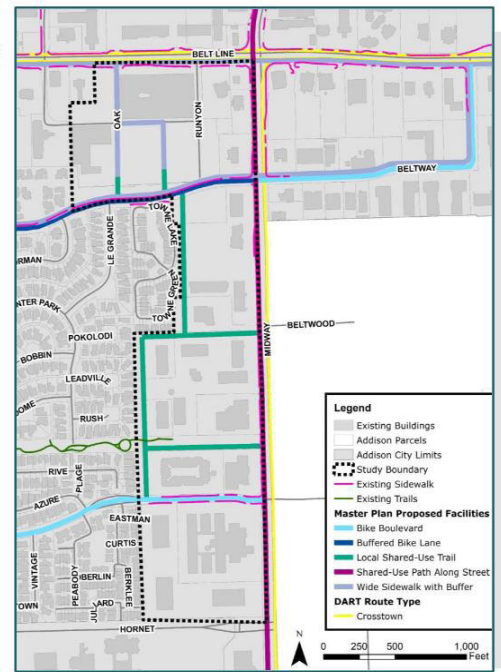 BELT LINE
OAK
RUNYON
BELTWAY
TOWNE LAKE
LE GRANDE
ORMAN
TOWNE GREEN
NTER PARK
BELTWOOD
MIDWAY
POKOLODI
BOBBIN
LEADVILLE
OME
RUSH
RIVE
PLAGE
AZURE
EASTMAN
CURTIS
VINTAGE
PEABODY
OBERLIN
BERKLEE
TOWN
JULLIARD
HORNET
Legend
Existing Buildings
Addison Parcels
Addison City Limits
Study Boundary
Existing Sidewalk
Existing Trails
Master Plan Proposed Facilities
Bike Boulevard
Buffered Bike Lane
Local Shared-Use Trail
Shared-Use Path Along Street
Wide Sidewalk with Buffer
DART Route Type
Crosstown
N
0 250 500 1,000
Feet